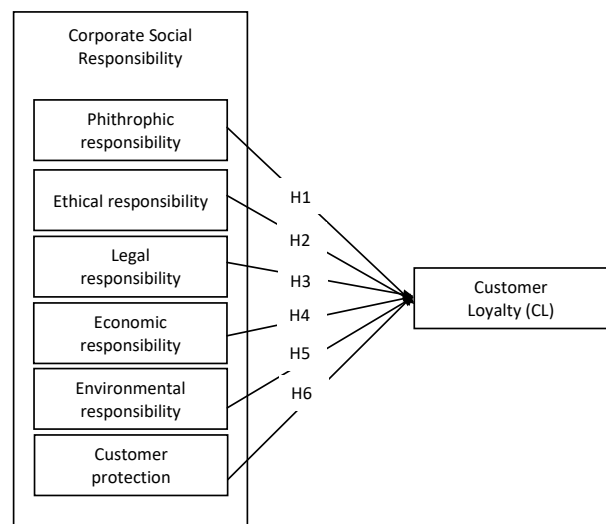 Corporate Social
Responsibility
Phithrophic
responsibility
Ethical responsibility
Legal
responsibility
Economic
responsibility
Environmental
responsibility
Customer
protection
H1
H2
H3
H4
H5
H6
Customer
Loyalty (CL)